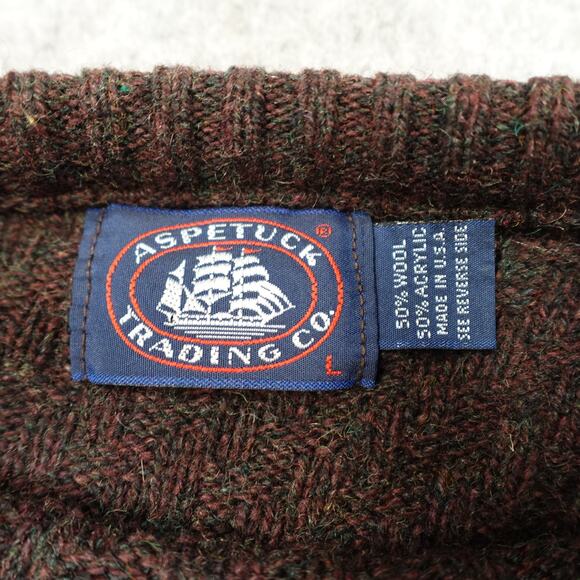 ASPETUCK ®
TRADING CO.
L
50% WOOL
50% ACRYLIC
MADE IN U.S.A.
SEE REVERSE SIDE